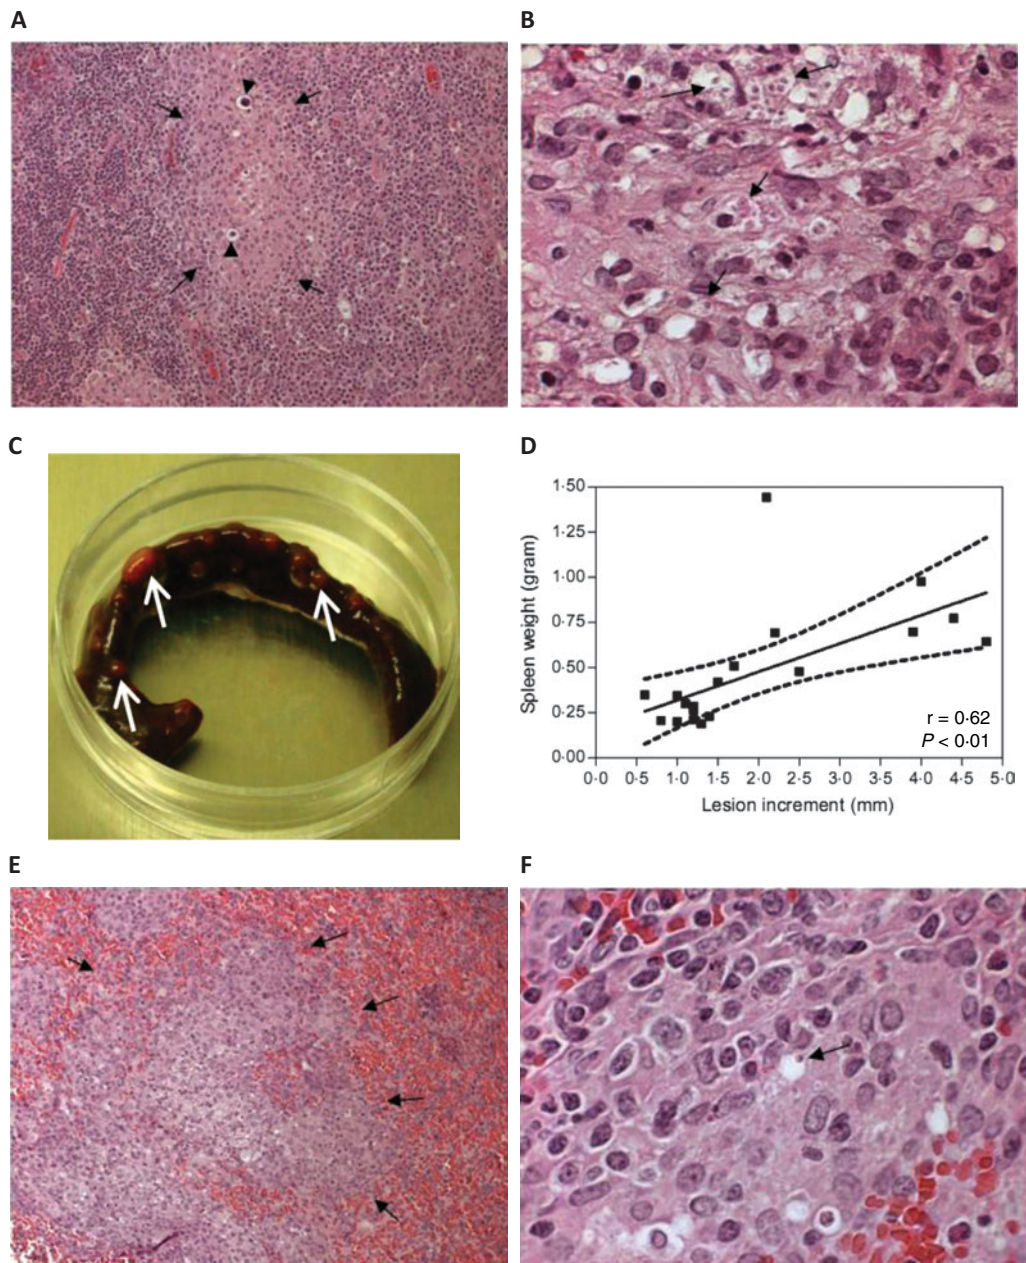 A
B
C
D
1·50
1·25
1·00
0·75
0·50
0·25
0·00
Spleen weight (gram)
r = 0·62
P < 0·01
0·0 0·5 1·0 1·5 2·0 2·5 3·0 3·5 4·0 4·5 5·0
Lesion increment (mm)
E
F